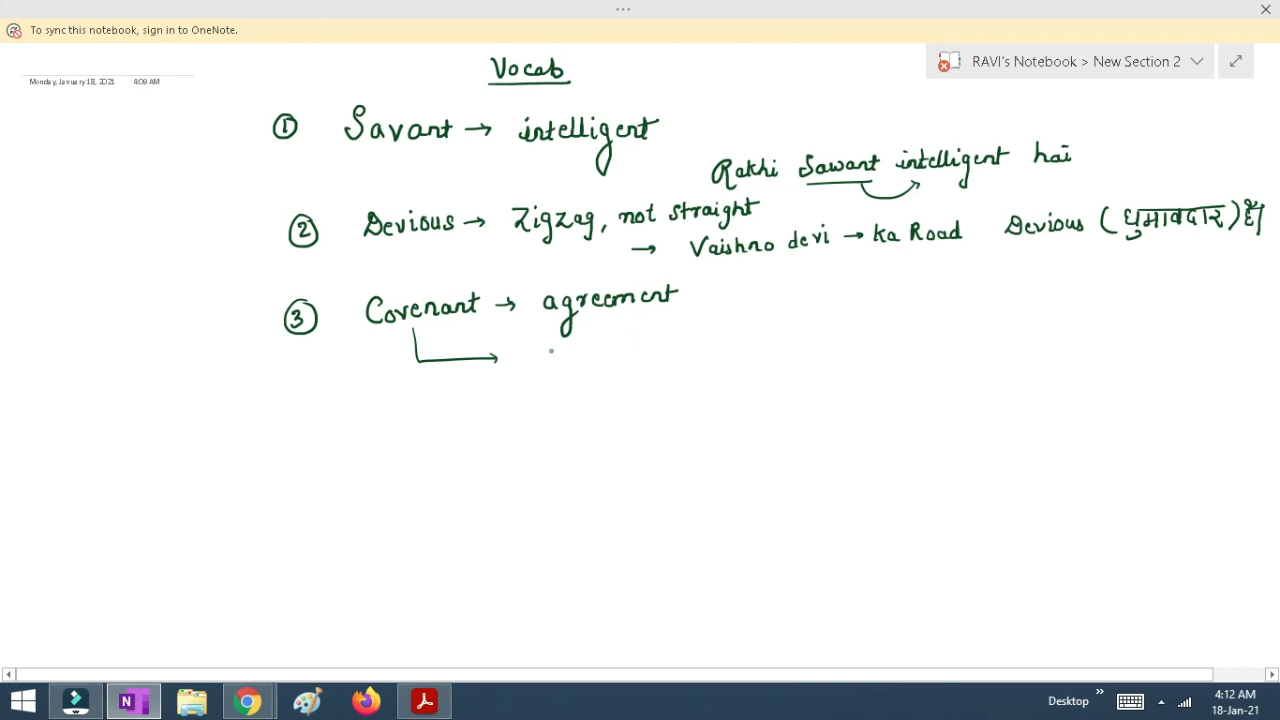 To sync this notebook, sign in to OneNote.
RAVI's Notebook > New Section 2
Monday, January 18, 2021 4:09 AM
Vocab
① Savant → intelligent
Rakhi Sawant intelligent hai
② Devious → Zigzag, not straight
→ Vaishno devi → ka Road Devious (घुमावदार) है
③ Covenant → agreement
Desktop
4:12 AM
18-Jan-21